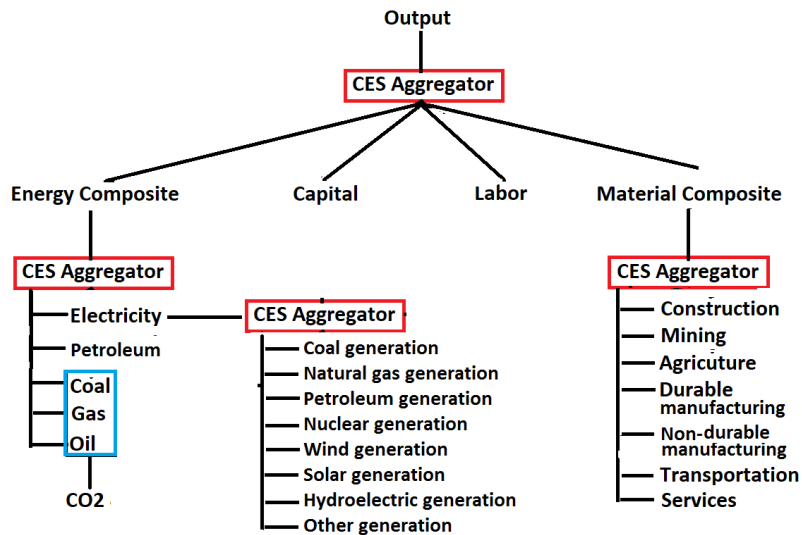 Output
CES Aggregator
Energy Composite
Capital
Labor
Material Composite
CES Aggregator
Electricity
Petroleum
Coal
Gas
Oil
CO2
CES Aggregator
Coal generation
Natural gas generation
Petroleum generation
Nuclear generation
Wind generation
Solar generation
Hydroelectric generation
Other generation
CES Aggregator
Construction
Mining
Agricuture
Durable
manufacturing
Non-durable
manufacturing
Transportation
Services